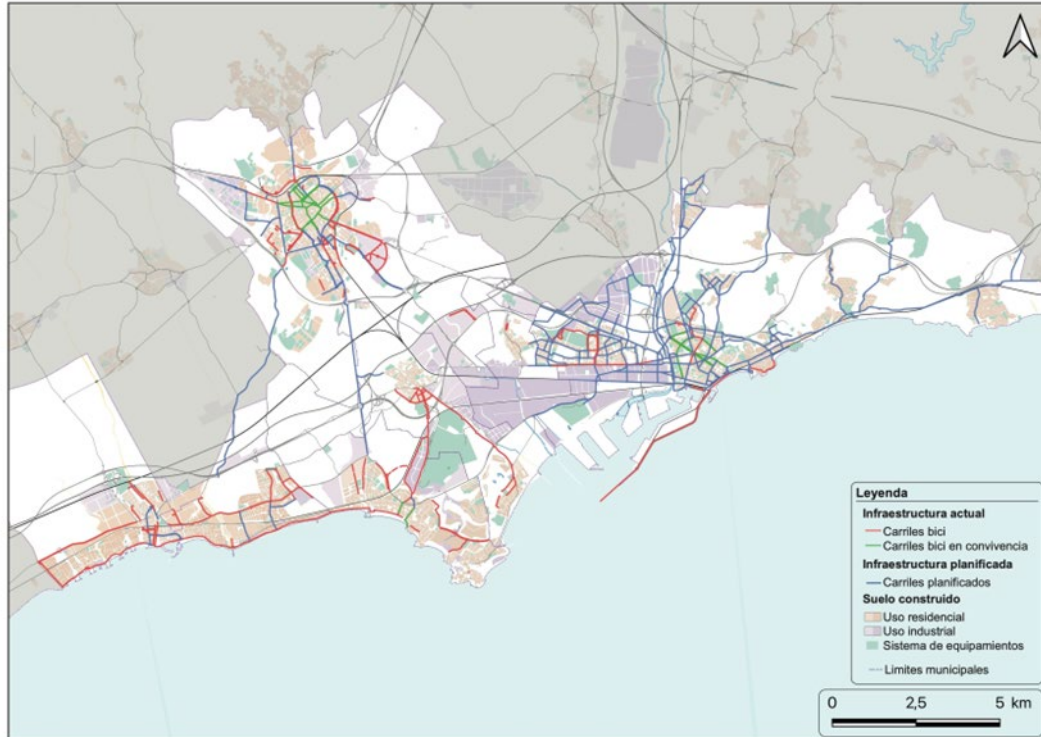 Leyenda
Infraestructura actual
Carriles bici
Carriles bici en convivencia
Infraestructura planificada
Carriles planificados
Suelo construido
Uso residencial
Uso industrial
Sistema de equipamientos
Limites municipales
0 2,5 5 km